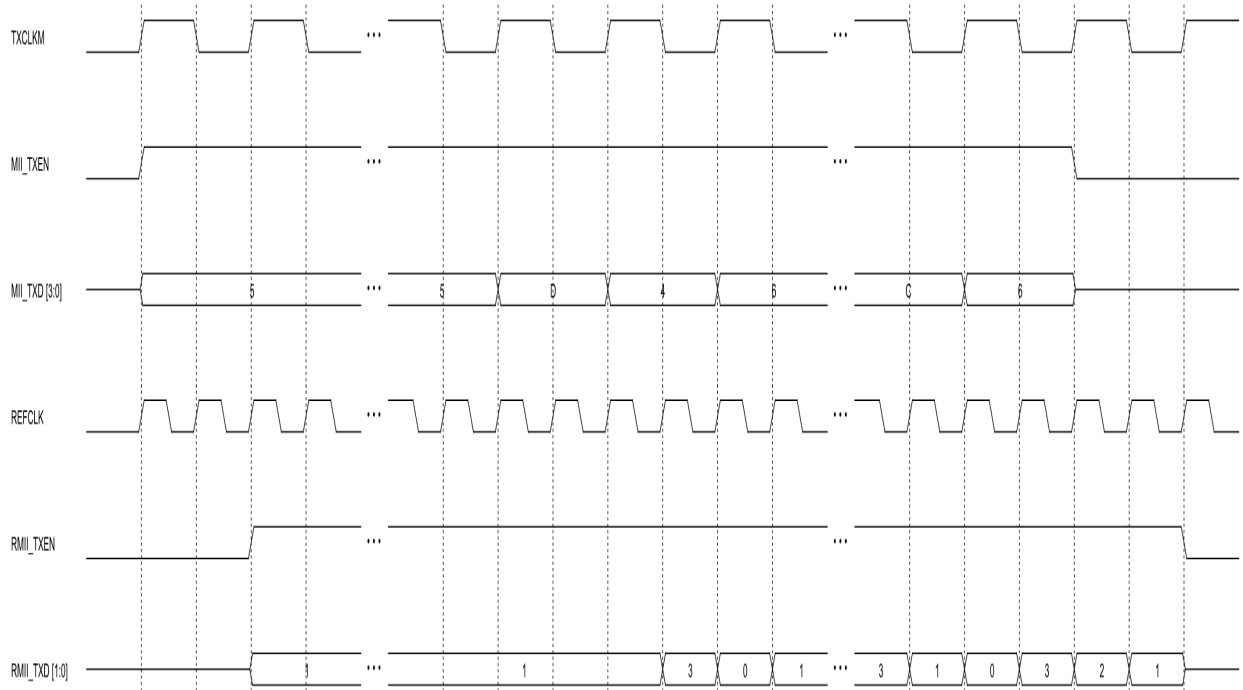 TXCLKM ... ...
MII_TXEN ... ...
MII_TXD [3:0] 5 ... 5 D 4 6 ... C 6
REFCLK ... ...
RMII_TXEN ... ...
RMII_TXD [1:0] 1 ... 1 3 0 1 ... 3 1 0 3 2 1